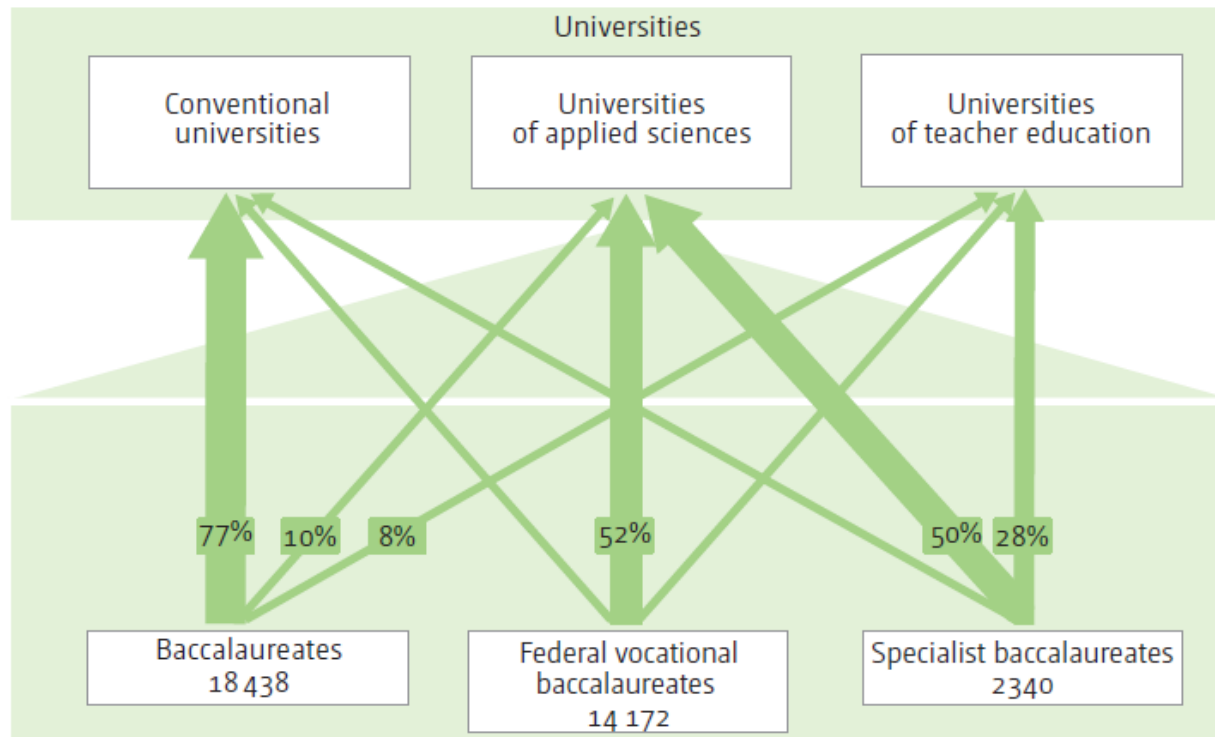 Universities
Conventional
universities
Universities
of applied sciences
Universities
of teacher education
77%
10%
8%
52%
50%
28%
Baccalaureates
18 438
Federal vocational
baccalaureates
14 172
Specialist baccalaureates
2340